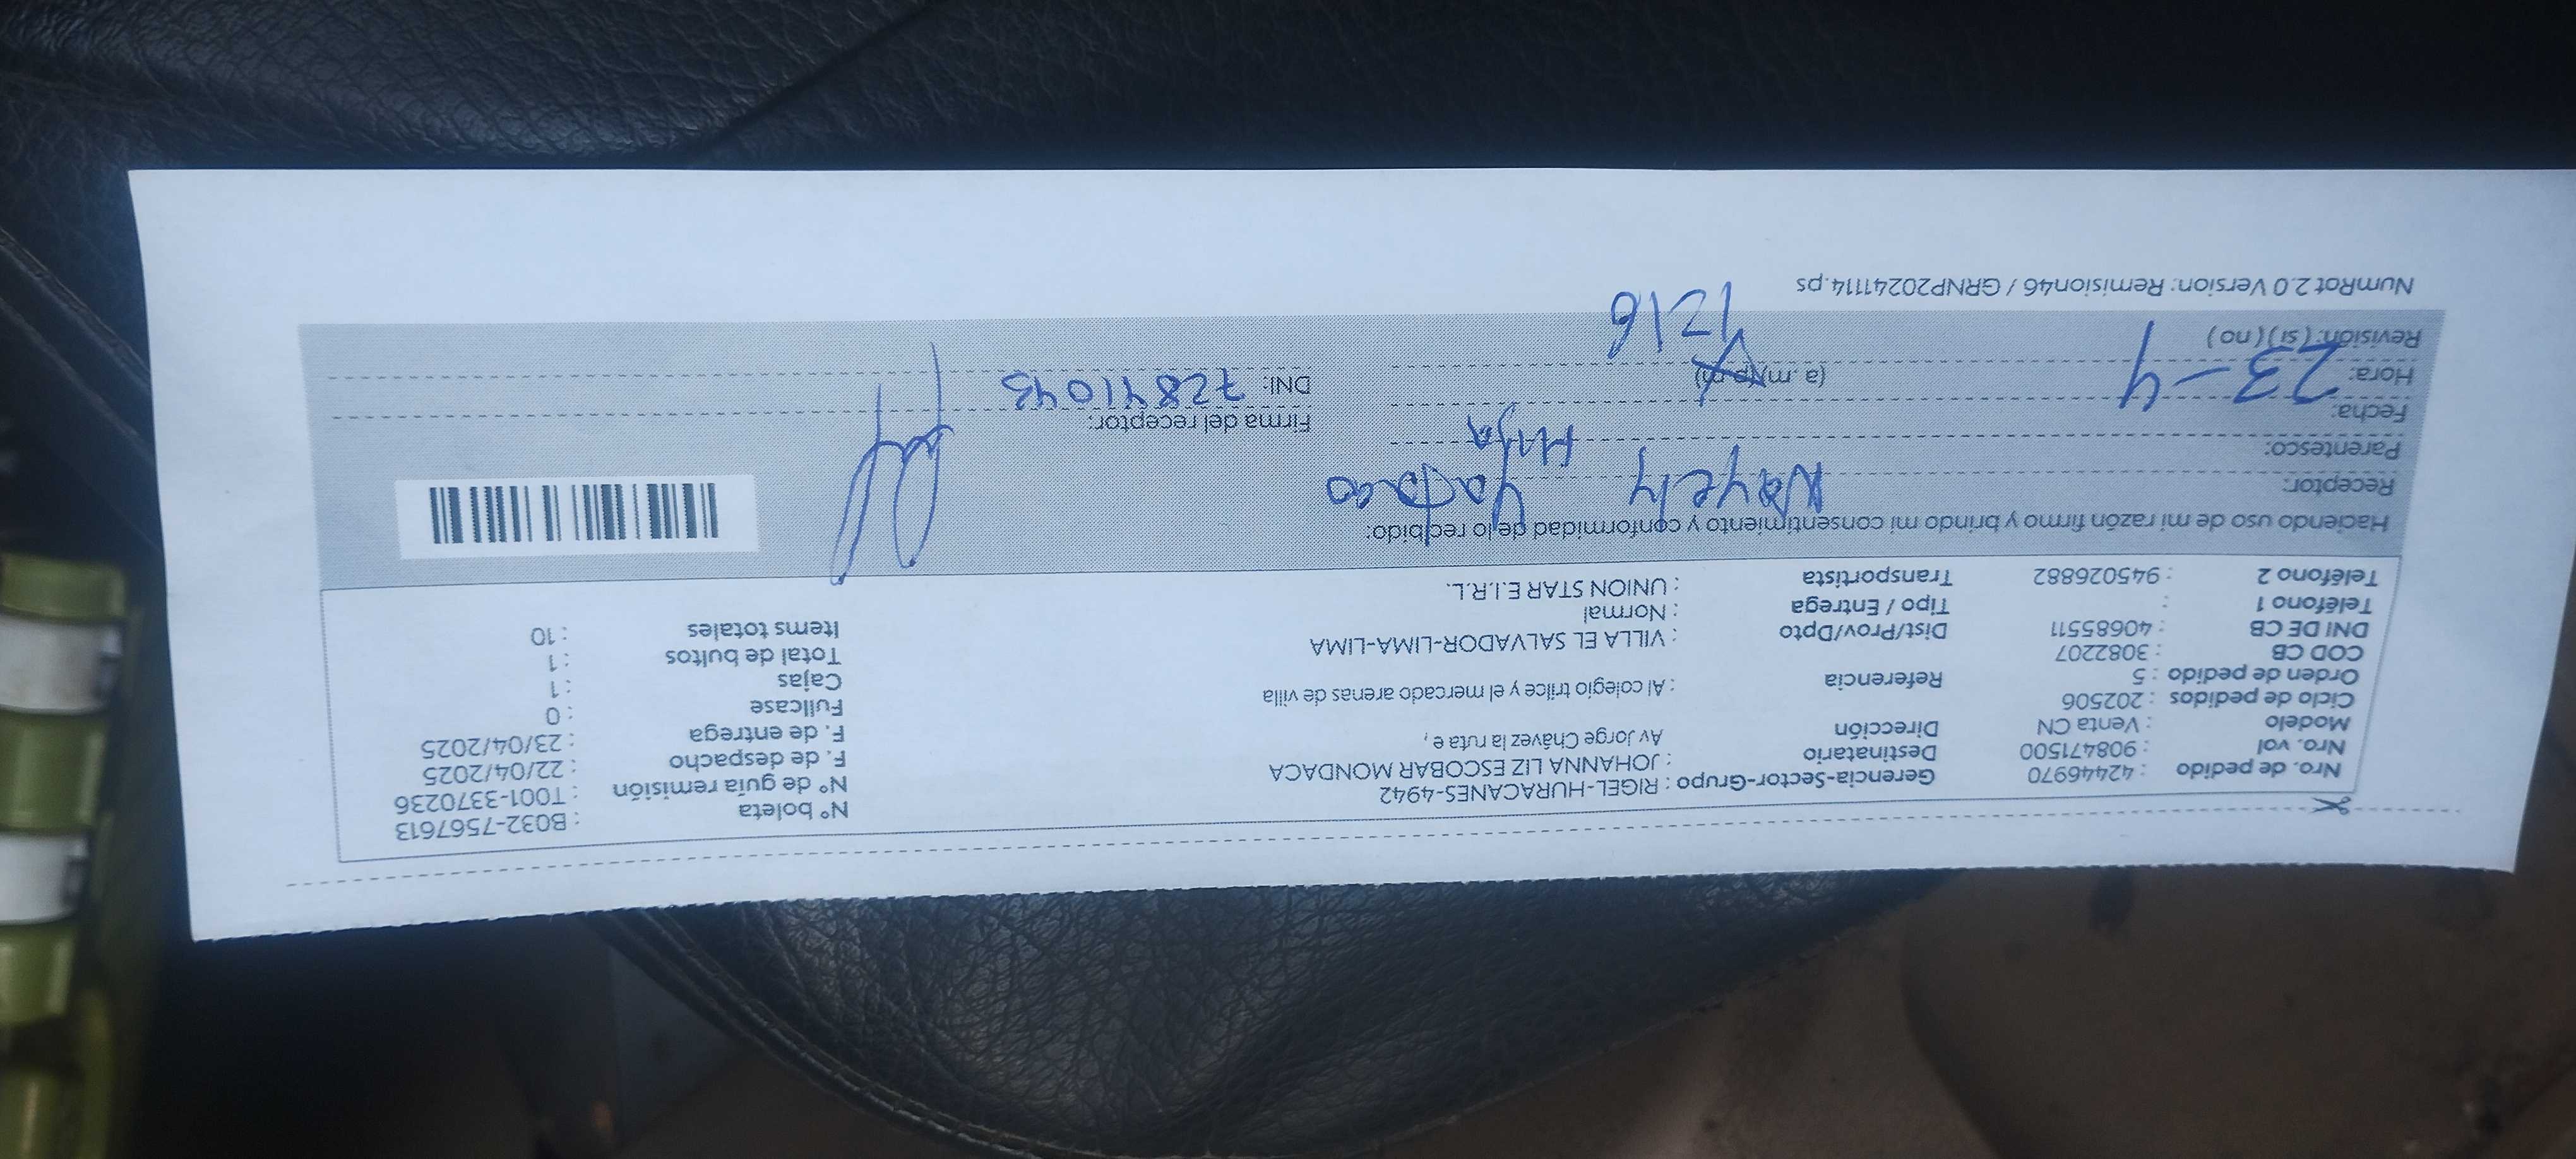 Nro. de pedido : 42446970 Gerencia-Sector-Grupo : RIGEL-HURACANES-4942 N° boleta : B032-7567613
Nro. vol : 908471500 Destinatario : JOHANNA LIZ ESCOBAR MONDACA N° de guía remisión : T001-3370236
Modelo : Venta CN Dirección Av Jorge Chávez la ruta e , F. de despacho : 22/04/2025
Ciclo de pedidos : 202506 F. de entrega : 23/04/2025
Orden de pedido : 5 Referencia : Al colegio trilce y el mercado arenas de villa Fullcase : 0
COD CB : 3082207 Cajas : 1
DNI DE CB : 40685511 Dist/Prov/Dpto : VILLA EL SALVADOR-LIMA-LIMA Total de bultos : 1
Teléfono 1 : Tipo / Entrega : Normal Items totales : 10
Teléfono 2 : 945026882 Transportista : UNION STAR E.I.R.L.
Haciendo uso de mi razón firmo y brindo mi consentimiento y conformidad de lo recibido:
Receptor: Nayely
Parentesco: Hija
Fecha: 23-4 Firma del receptor:
Hora: (a.m)(p.m) 1216 DNI: 72841043
Revisión: (si) (no)
NumRot 2.0 Version: Remision46 / GRNP20241114.ps